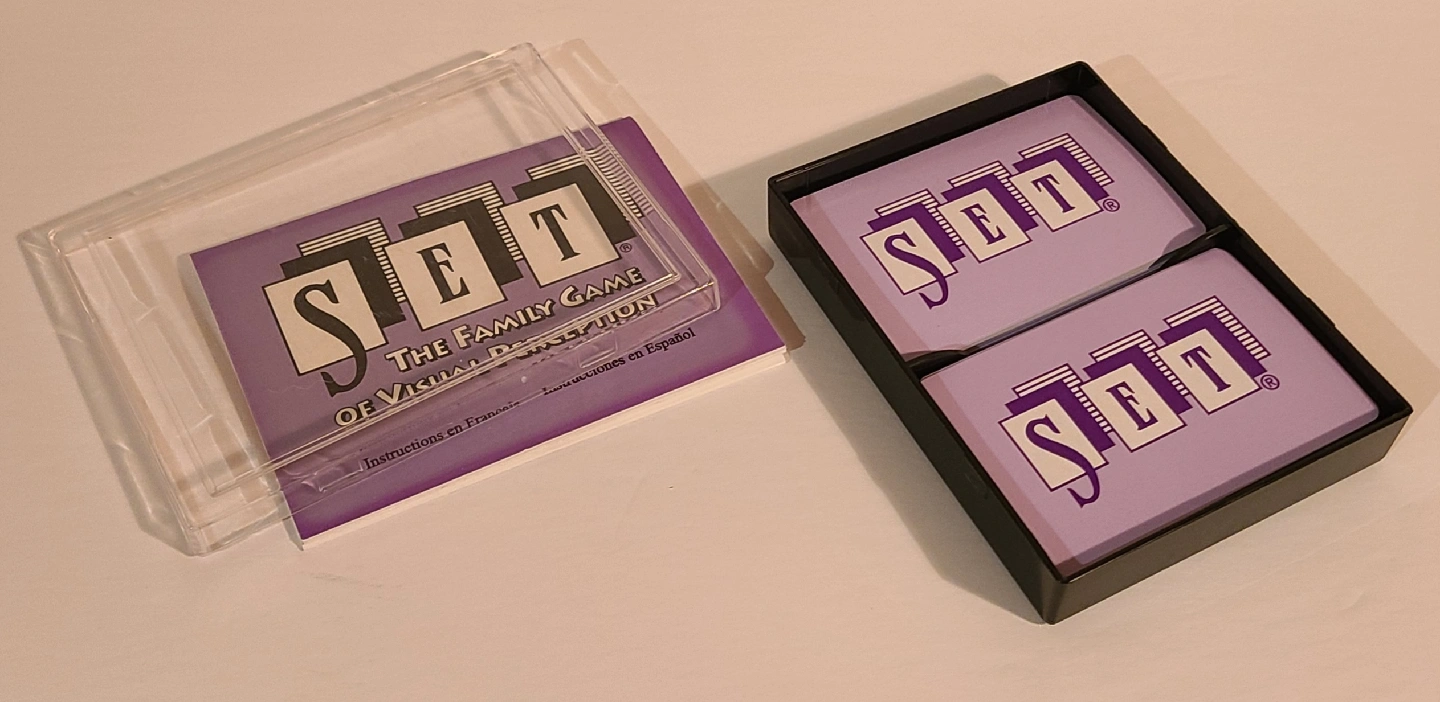 SET®
THE FAMILY GAME
OF VISUAL PERCEPTION
Instructions en Français Instrucciones en Español
SET®
SET®